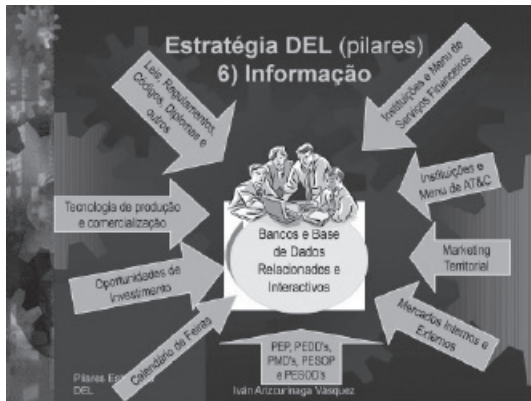 Estratégia DEL (pilares)
6) Informação
Leis, Regulamentos,
Códigos, Diplomas e
outros
Instituições e Menu de
Serviços Financeiros
Tecnologia de produção
e comercialização
Instituições e
Menu de AT&C
Bancos e Base
de Dados
Relacionados e
Interactivos
Marketing
Territorial
Oportunidades de
Investimento
Mercados Internos e
Externos
Calendário de Feiras
PEP, PEDD's,
PMD's, PESOP
e PESOD's
Pilares
DEL
Iván Arizcurinaga Vásquez